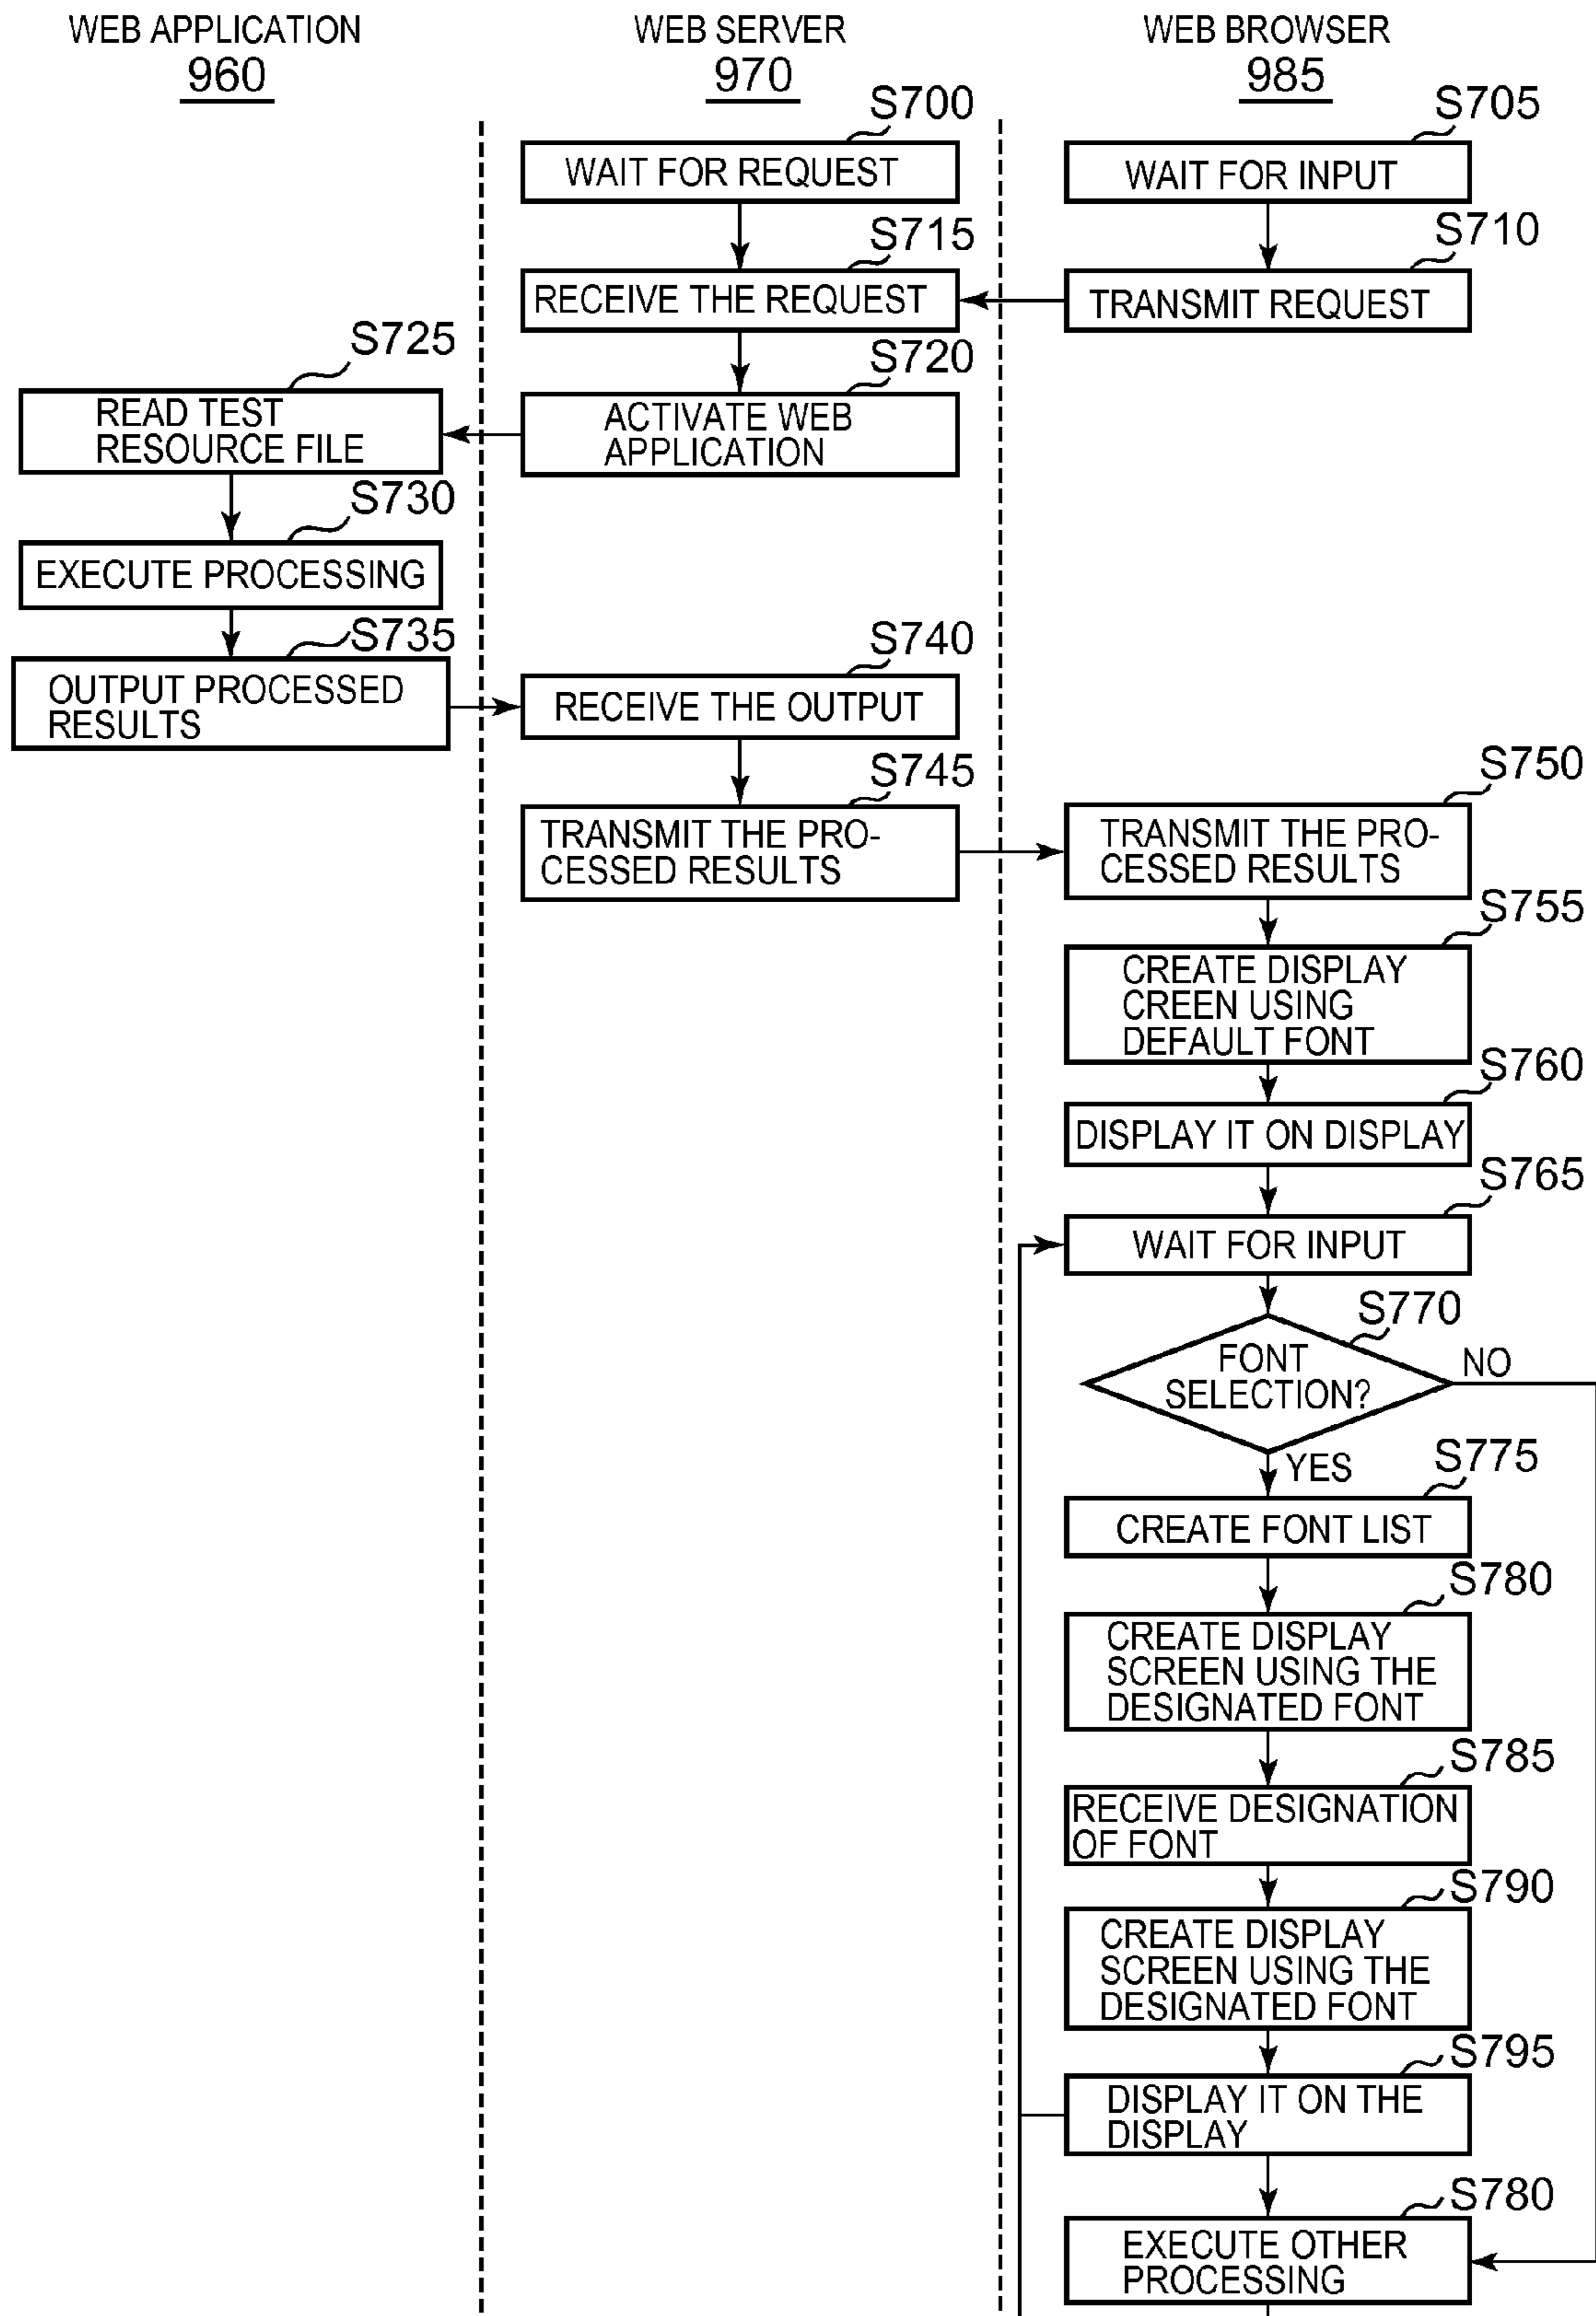 WEB APPLICATION
960
WEB SERVER
970
WEB BROWSER
985
S700
WAIT FOR REQUEST
S705
WAIT FOR INPUT
S715
RECEIVE THE REQUEST
S710
TRANSMIT REQUEST
S725
READ TEST
RESOURCE FILE
S720
ACTIVATE WEB
APPLICATION
S730
EXECUTE PROCESSING
S735
OUTPUT PROCESSED
RESULTS
S740
RECEIVE THE OUTPUT
S745
TRANSMIT THE PRO-
CESSED RESULTS
S750
TRANSMIT THE PRO-
CESSED RESULTS
S755
CREATE DISPLAY
CREEN USING
DEFAULT FONT
S760
DISPLAY IT ON DISPLAY
S765
WAIT FOR INPUT
S770
FONT
SELECTION?
NO
YES
S775
CREATE FONT LIST
S780
CREATE DISPLAY
SCREEN USING THE
DESIGNATED FONT
S785
RECEIVE DESIGNATION
OF FONT
S790
CREATE DISPLAY
SCREEN USING THE
DESIGNATED FONT
S795
DISPLAY IT ON THE
DISPLAY
S780
EXECUTE OTHER
PROCESSING